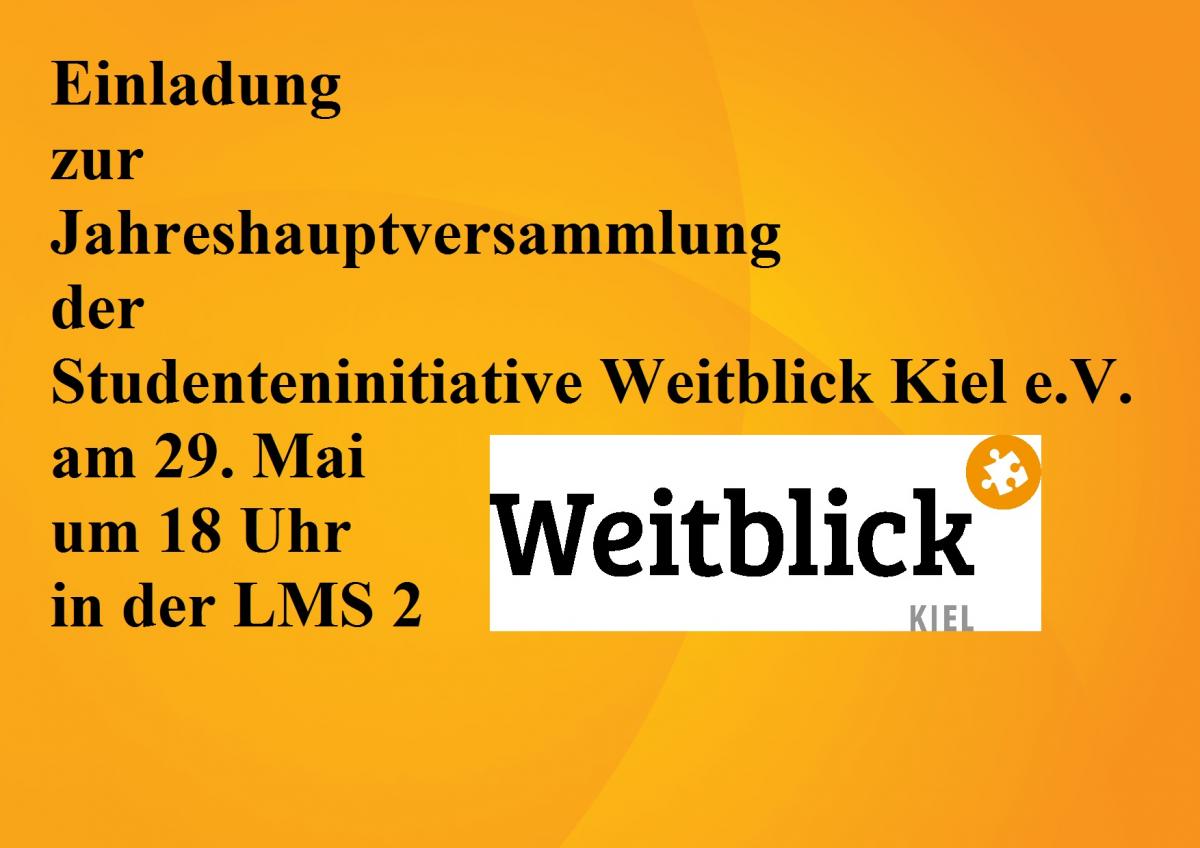 Einladung
zur
Jahreshauptversammlung
der
Studenteninitiative Weitblick Kiel e.V.
am 29. Mai
um 18 Uhr
in der LMS 2
Weitblick
KIEL